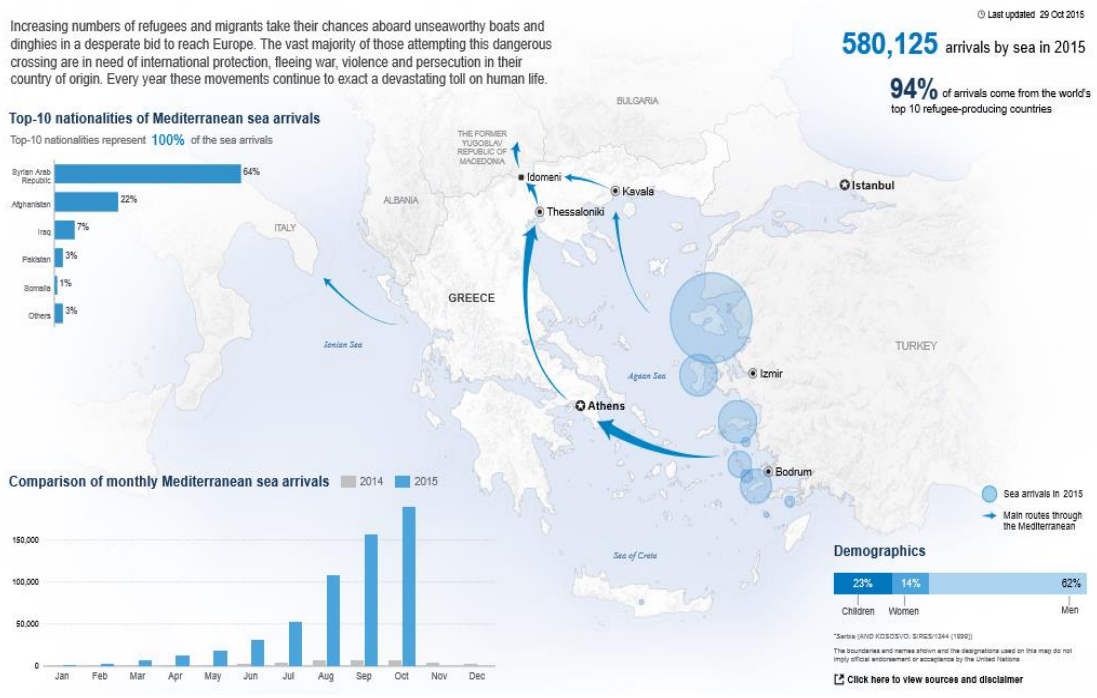 Last updated 29 Oct 2015
Increasing numbers of refugees and migrants take their chances aboard unseaworthy boats and
dinghies in a desperate bid to reach Europe. The vast majority of those attempting this dangerous
crossing are in need of international protection, fleeing war, violence and persecution in their
country of origin. Every year these movements continue to exact a devastating toll on human life.
580,125 arrivals by sea in 2015
94% of arrivals come from the world's
top 10 refugee-producing countries
Top-10 nationalities of Mediterranean sea arrivals
Top-10 nationalities represent 100% of the sea arrivals
Syrian Arab
Republic
64%
Afghanistan
22%
Iraq
7%
Pakistan
3%
Somalia
1%
Others
3%
BULGARIA
THE FORMER
YUGOSLAV
REPUBLIC OF
MACEDONIA
Idomeni
Kavala
Istanbul
ALBANIA
Thessaloniki
ITALY
GREECE
Ionian Sea
TURKEY
Agean Sea
Izmir
Athens
Bodrum
Sea of Crete
Comparison of monthly Mediterranean sea arrivals 2014 2015
150,000
100,000
50,000
0
Jan Feb Mar Apr May Jun Jul Aug Sep Oct Nov Dec
Sea arrivals in 2015
Main routes through
the Mediterranean
Demographics
23% 14% 62%
Children Women Men
*Serbia (AND KOSOSVO: S/RES/1244 (1999))
The boundaries and names shown and the designations used on this map do not
imply official endorsement or acceptance by the United Nations
Click here to view sources and disclaimer